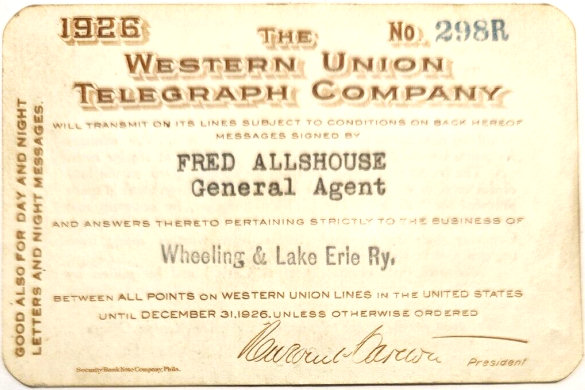 1926
No. 298R
THE
WESTERN UNION
TELEGRAPH COMPANY
WILL TRANSMIT ON ITS LINES SUBJECT TO CONDITIONS ON BACK HEREOF
MESSAGES SIGNED BY
FRED ALLSHOUSE
General Agent
AND ANSWERS THERETO PERTAINING STRICTLY TO THE BUSINESS OF
Wheeling & Lake Erie Ry.
BETWEEN ALL POINTS ON WESTERN UNION LINES IN THE UNITED STATES
UNTIL DECEMBER 31,1926, UNLESS OTHERWISE ORDERED
President
Security Bank Note Company, Phila.
GOOD ALSO FOR DAY AND NIGHT
LETTERS AND NIGHT MESSAGES.